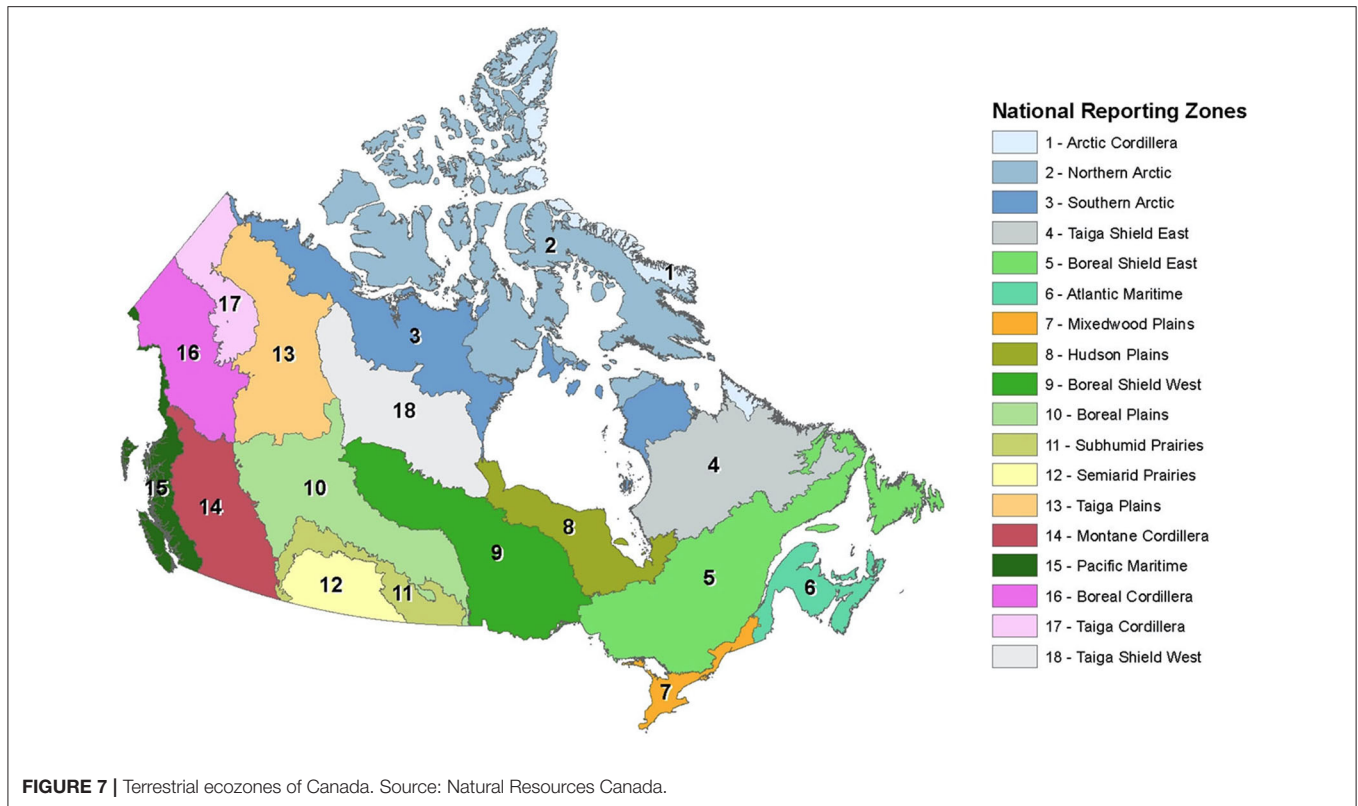 National Reporting Zones
1 - Arctic Cordillera
2 - Northern Arctic
3 - Southern Arctic
4 - Taiga Shield East
5 - Boreal Shield East
6 - Atlantic Maritime
7 - Mixedwood Plains
8 - Hudson Plains
9 - Boreal Shield West
10 - Boreal Plains
11 - Subhumid Prairies
12 - Semiarid Prairies
13 - Taiga Plains
14 - Montane Cordillera
15 - Pacific Maritime
16 - Boreal Cordillera
17 - Taiga Cordillera
18 - Taiga Shield West
2
1
17
3
16
13
18
4
15
14
10
8
9
5
12
11
6
7
FIGURE 7 | Terrestrial ecozones of Canada. Source: Natural Resources Canada.